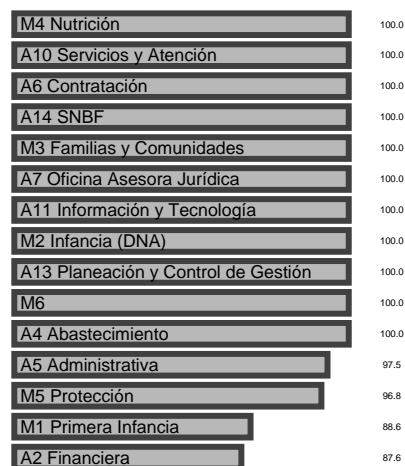 M4 Nutrición 100.0
A10 Servicios y Atención 100.0
A6 Contratación 100.0
A14 SNBF 100.0
M3 Familias y Comunidades 100.0
A7 Oficina Asesora Jurídica 100.0
A11 Información y Tecnología 100.0
M2 Infancia (DNA) 100.0
A13 Planeación y Control de Gestión 100.0
M6 100.0
A4 Abastecimiento 100.0
A5 Administrativa 97.5
M5 Protección 96.8
M1 Primera Infancia 88.6
A2 Financiera 87.6